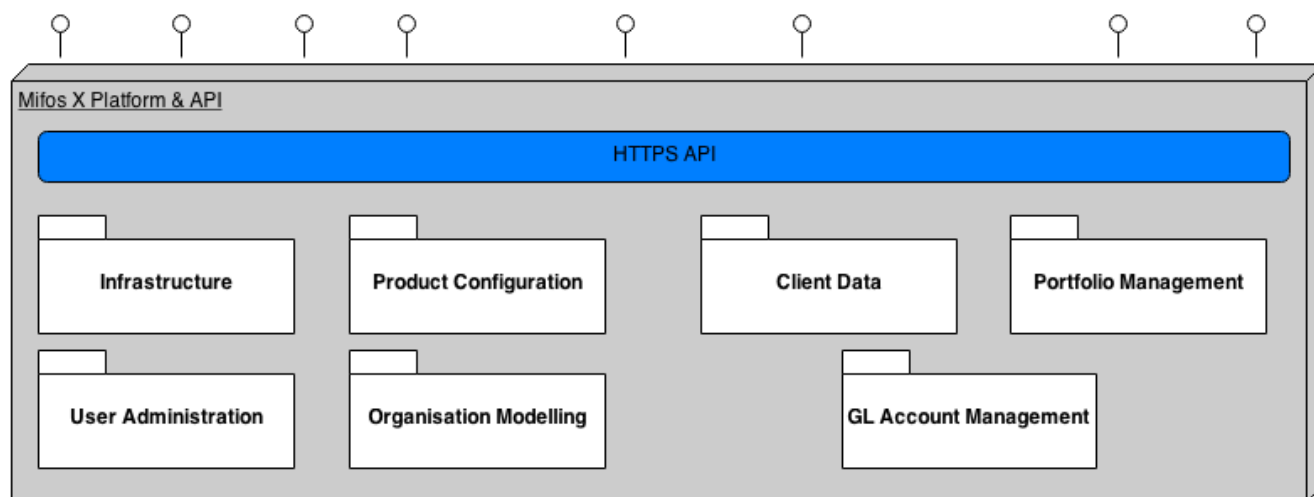 Mifos X Platform & API
HTTPS API
Infrastructure
Product Configuration
Client Data
Portfolio Management
User Administration
Organisation Modelling
GL Account Management